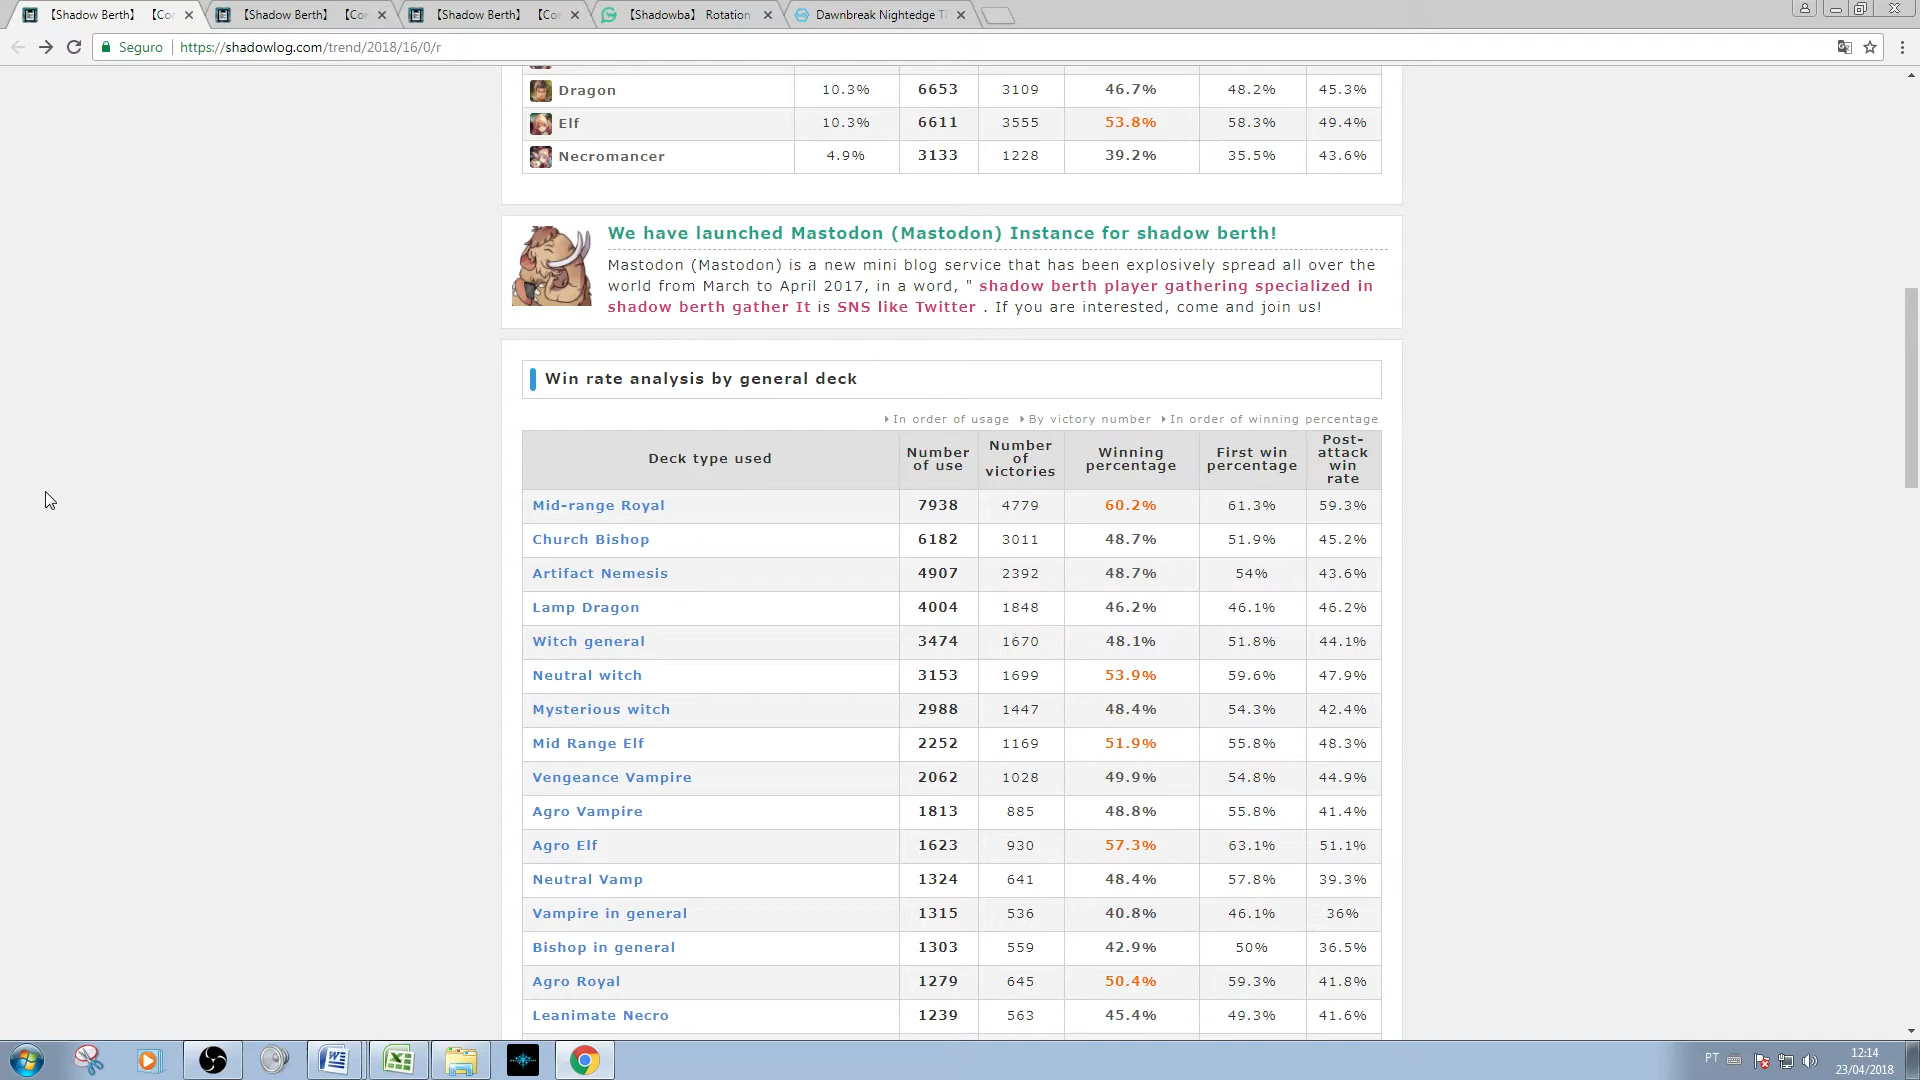 【Shadow Berth】 【Co
【Shadow Berth】 【Co
【Shadow Berth】 【Co
【Shadowba】 Rotation
Dawnbreak Nightedge Ti
Seguro https://shadowlog.com/trend/2018/16/0/r
Dragon 10.3% 6653 3109 46.7% 48.2% 45.3%
Elf 10.3% 6611 3555 53.8% 58.3% 49.4%
Necromancer 4.9% 3133 1228 39.2% 35.5% 43.6%
We have launched Mastodon (Mastodon) Instance for shadow berth!
Mastodon (Mastodon) is a new mini blog service that has been explosively spread all over the
world from March to April 2017, in a word, " shadow berth player gathering specialized in
shadow berth gather It is SNS like Twitter . If you are interested, come and join us!
Win rate analysis by general deck
In order of usage By victory number In order of winning percentage
Deck type used Number of use Number of victories Winning percentage First win percentage Post-attack win rate
Mid-range Royal 7938 4779 60.2% 61.3% 59.3%
Church Bishop 6182 3011 48.7% 51.9% 45.2%
Artifact Nemesis 4907 2392 48.7% 54% 43.6%
Lamp Dragon 4004 1848 46.2% 46.1% 46.2%
Witch general 3474 1670 48.1% 51.8% 44.1%
Neutral witch 3153 1699 53.9% 59.6% 47.9%
Mysterious witch 2988 1447 48.4% 54.3% 42.4%
Mid Range Elf 2252 1169 51.9% 55.8% 48.3%
Vengeance Vampire 2062 1028 49.9% 54.8% 44.9%
Agro Vampire 1813 885 48.8% 55.8% 41.4%
Agro Elf 1623 930 57.3% 63.1% 51.1%
Neutral Vamp 1324 641 48.4% 57.8% 39.3%
Vampire in general 1315 536 40.8% 46.1% 36%
Bishop in general 1303 559 42.9% 50% 36.5%
Agro Royal 1279 645 50.4% 59.3% 41.8%
Leanimate Necro 1239 563 45.4% 49.3% 41.6%
PT
12:14
23/04/2018